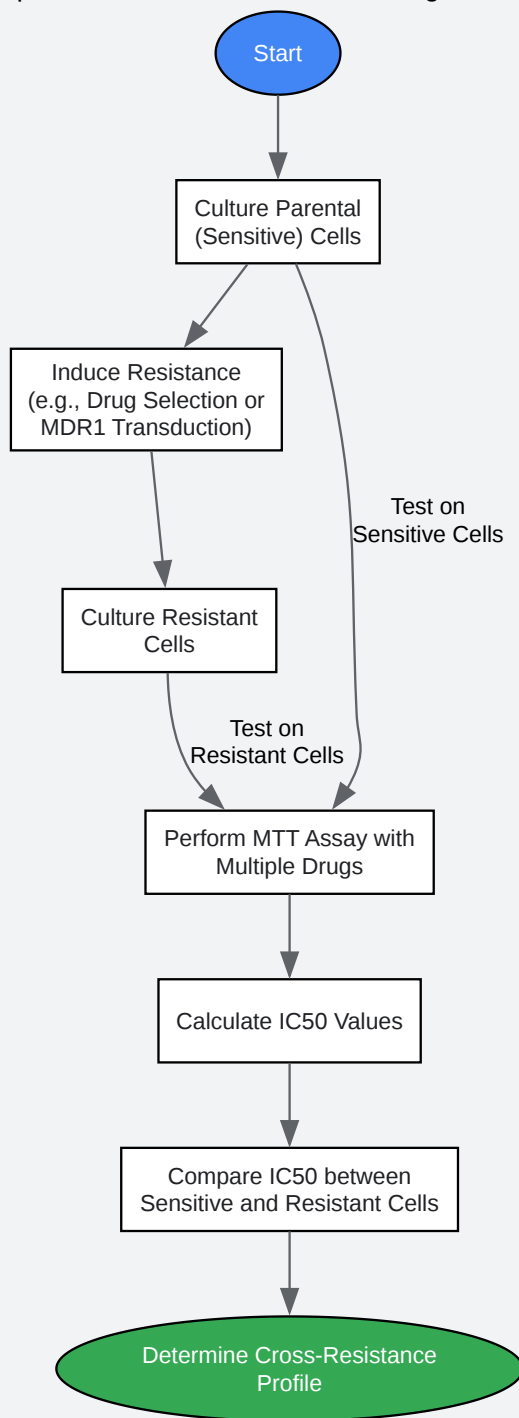 Start
Culture Parental
(Sensitive) Cells
Induce Resistance
(e.g., Drug Selection or
MDR1 Transduction)
Test on
Sensitive Cells
Culture Resistant
Cells
Test on
Resistant Cells
Perform MTT Assay with
Multiple Drugs
Calculate IC50 Values
Compare IC50 between
Sensitive and Resistant Cells
Determine Cross-Resistance
Profile